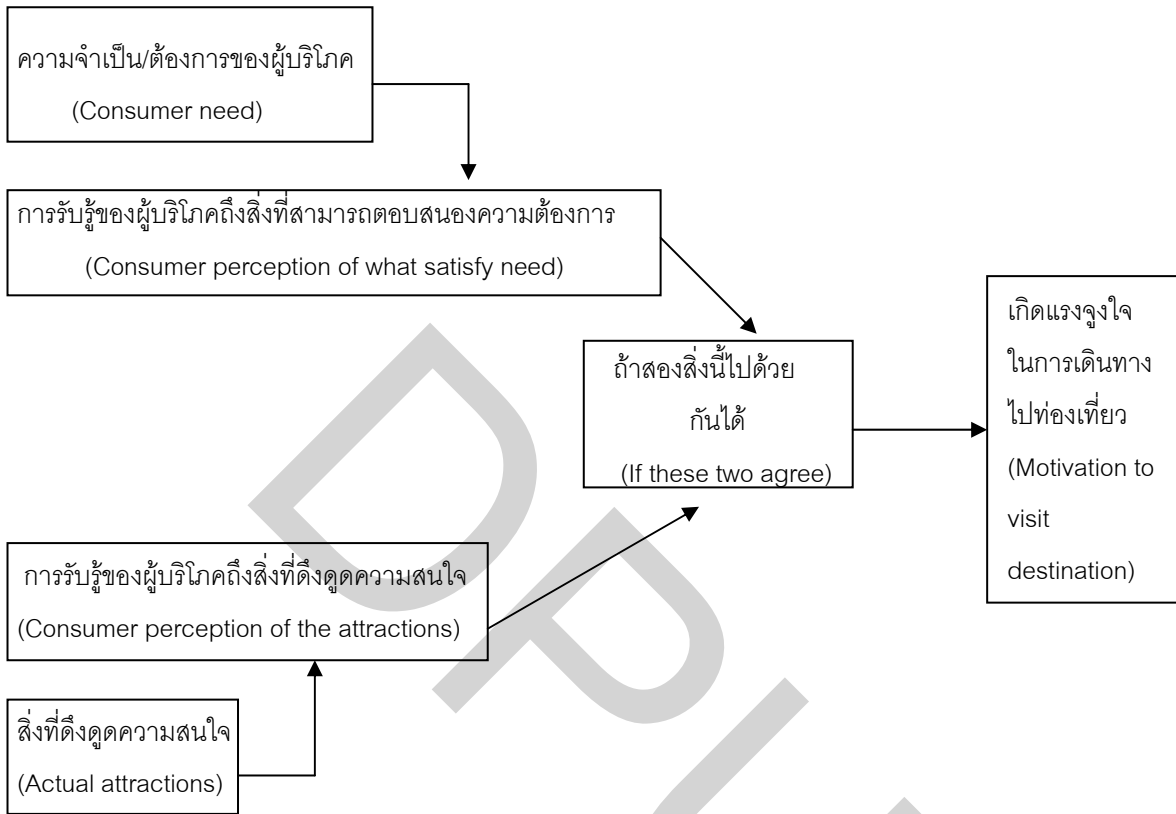 ความจำเป็น/ต้องการของผู้บริโภค
(Consumer need)
การรับรู้ของผู้บริโภคถึงสิ่งที่สามารถตอบสนองความต้องการ
(Consumer perception of what satisfy need)
ถ้าสองสิ่งนี้ไปด้วย
กันได้
(If these two agree)
เกิดแรงจูงใจ
ในการเดินทาง
ไปท่องเที่ยว
(Motivation to
visit
destination)
การรับรู้ของผู้บริโภคถึงสิ่งที่ดึงดูดความสนใจ
(Consumer perception of the attractions)
สิ่งที่ดึงดูดความสนใจ
(Actual attractions)